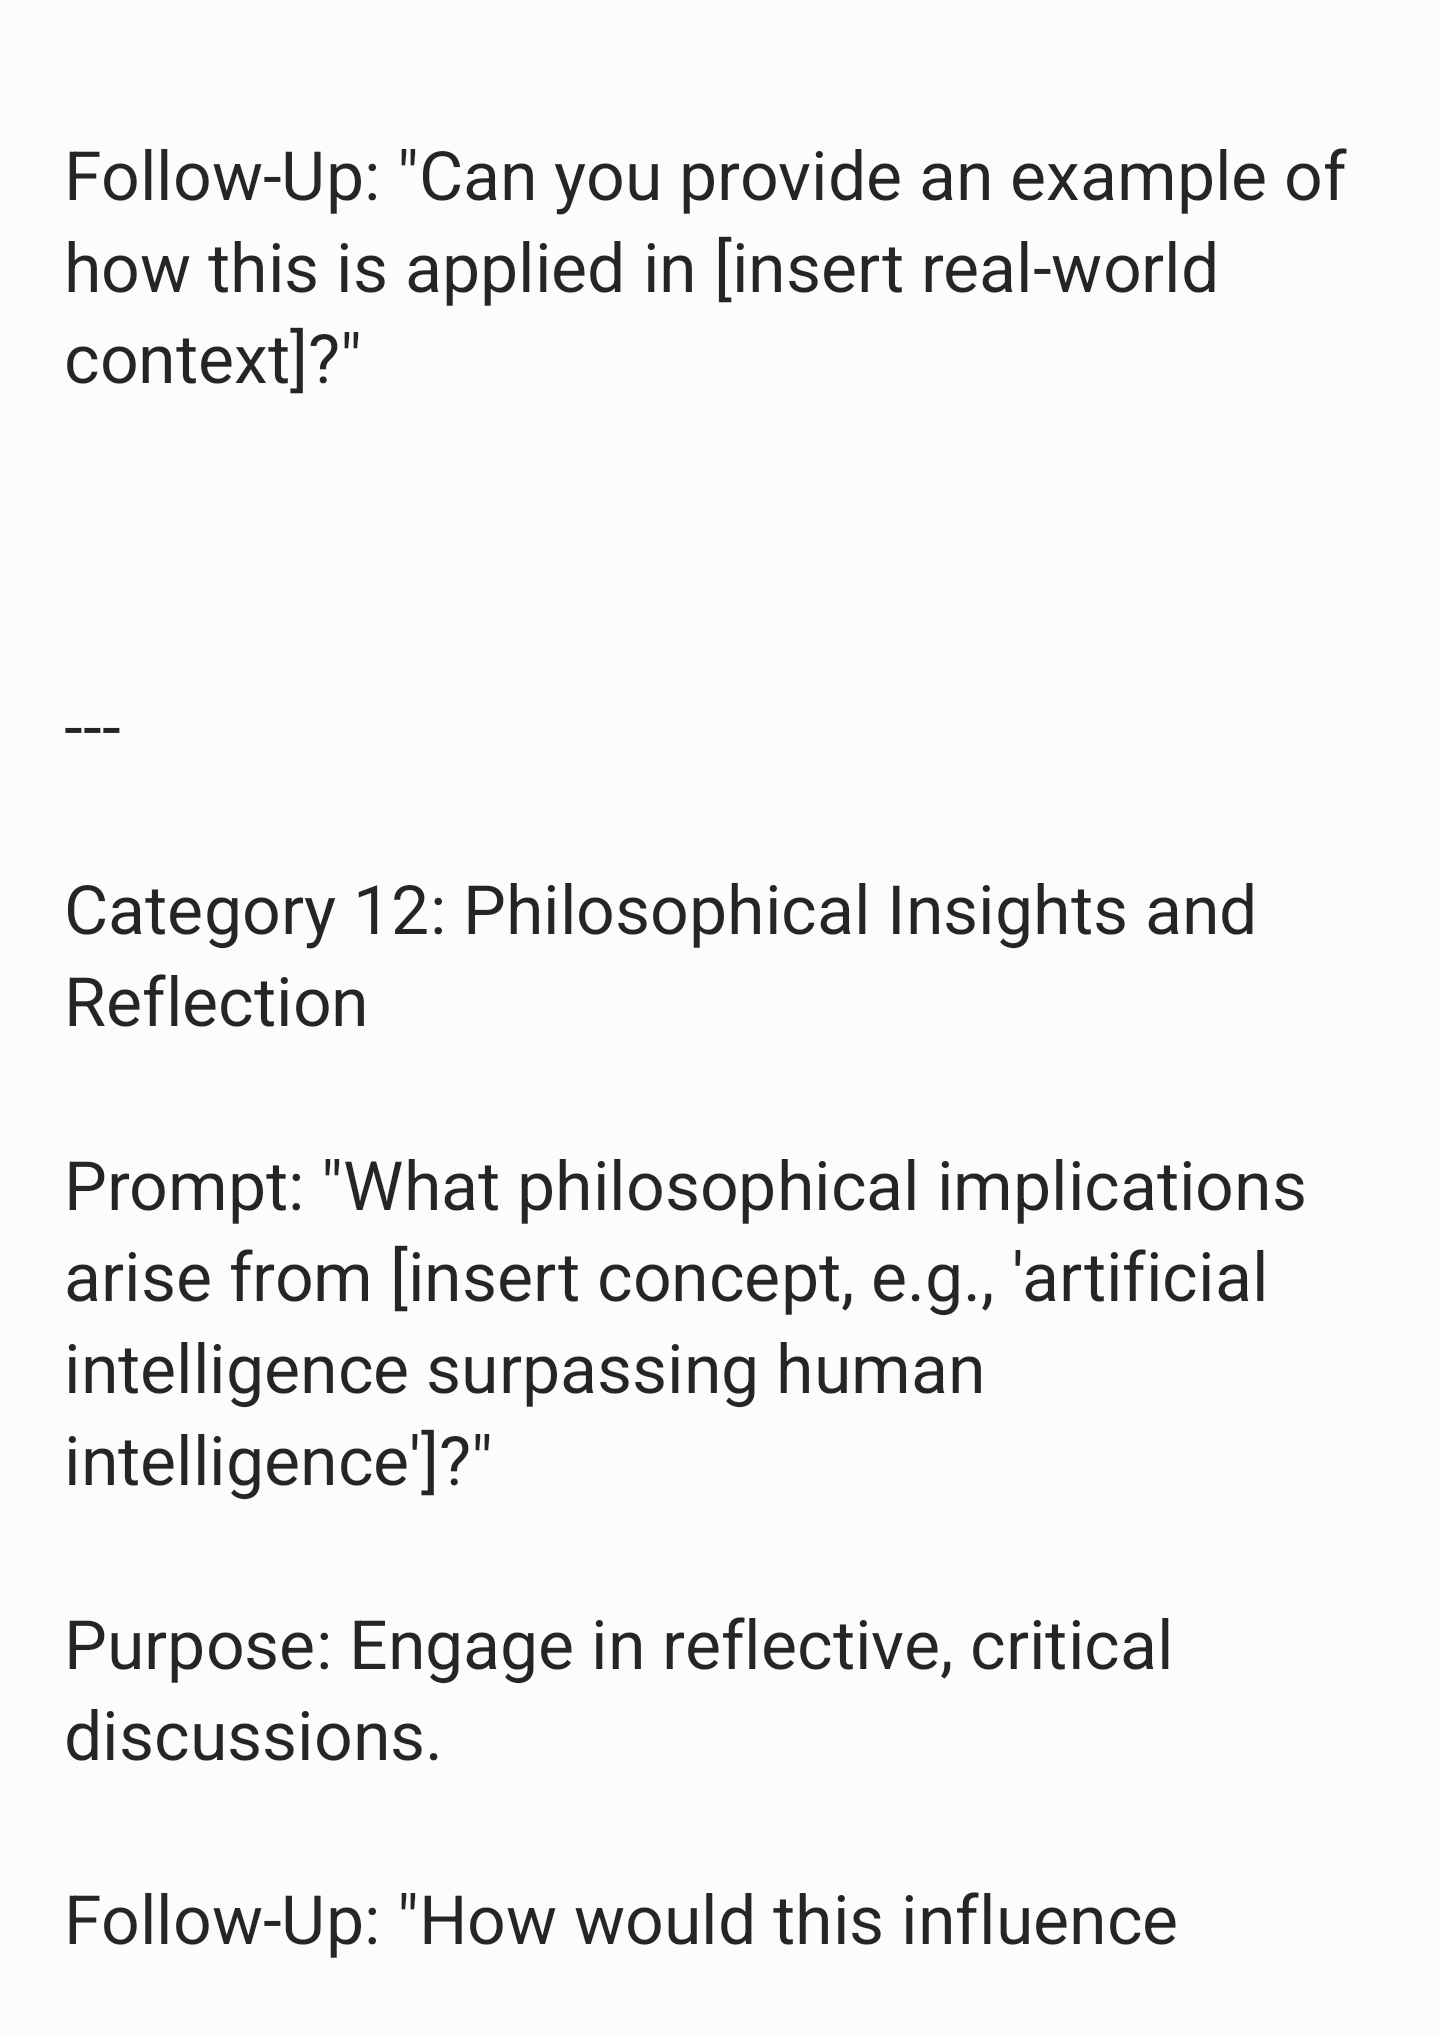 Follow-Up: "Can you provide an example of
how this is applied in [insert real-world
context]?"
---
Category 12: Philosophical Insights and
Reflection
Prompt: "What philosophical implications
arise from [insert concept, e.g., 'artificial
intelligence surpassing human
intelligence']?"
Purpose: Engage in reflective, critical
discussions.
Follow-Up: "How would this influence